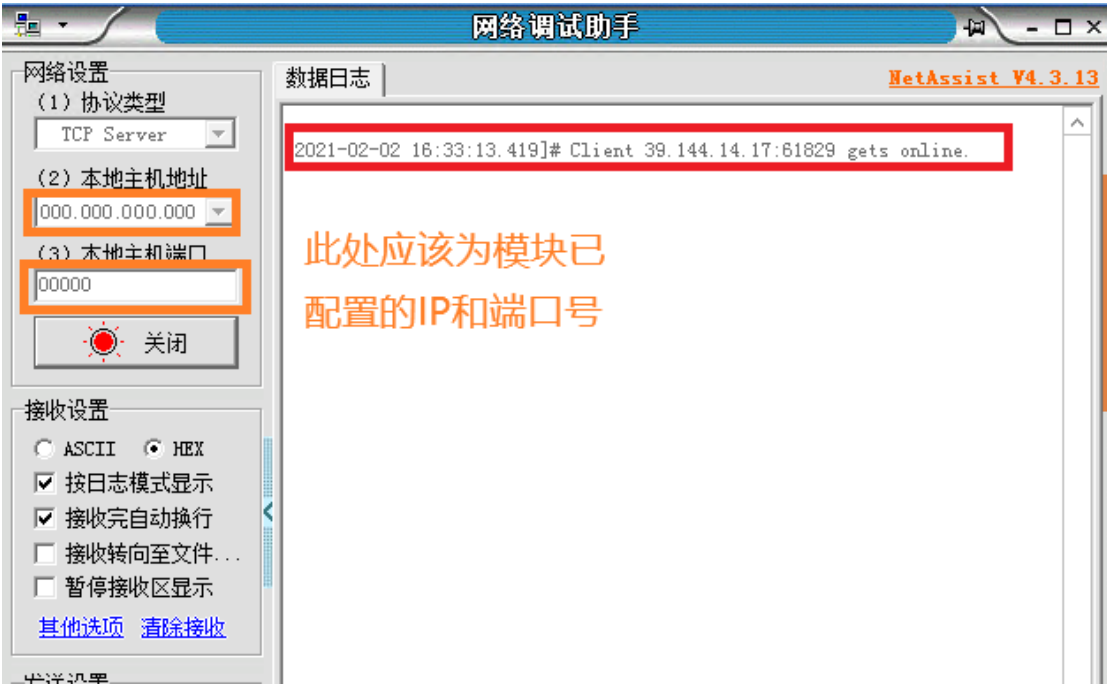 网络调试助手
网络设置
数据日志
NetAssist V4.3.13
(1) 协议类型
TCP Server
2021-02-02 16:33:13.419]# Client 39.144.14.17:61829 gets online.
(2) 本地主机地址
000.000.000.000
(3) 本地主机端口
00000
此处应该为模块已
配置的IP和端口号
关闭
接收设置
ASCII HEX
按日志模式显示
接收完自动换行
接收转向至文件...
暂停接收区显示
其他选项 清除接收
发送设置